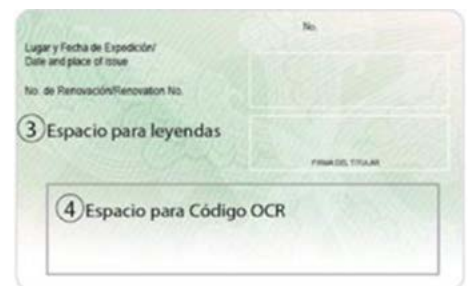 No.
Lugar y Fecha de Expedición/
Date and place of issue
No. de Renovación/Renovation No.
③ Espacio para leyendas
FIRMA DEL TITULAR
④ Espacio para Código OCR